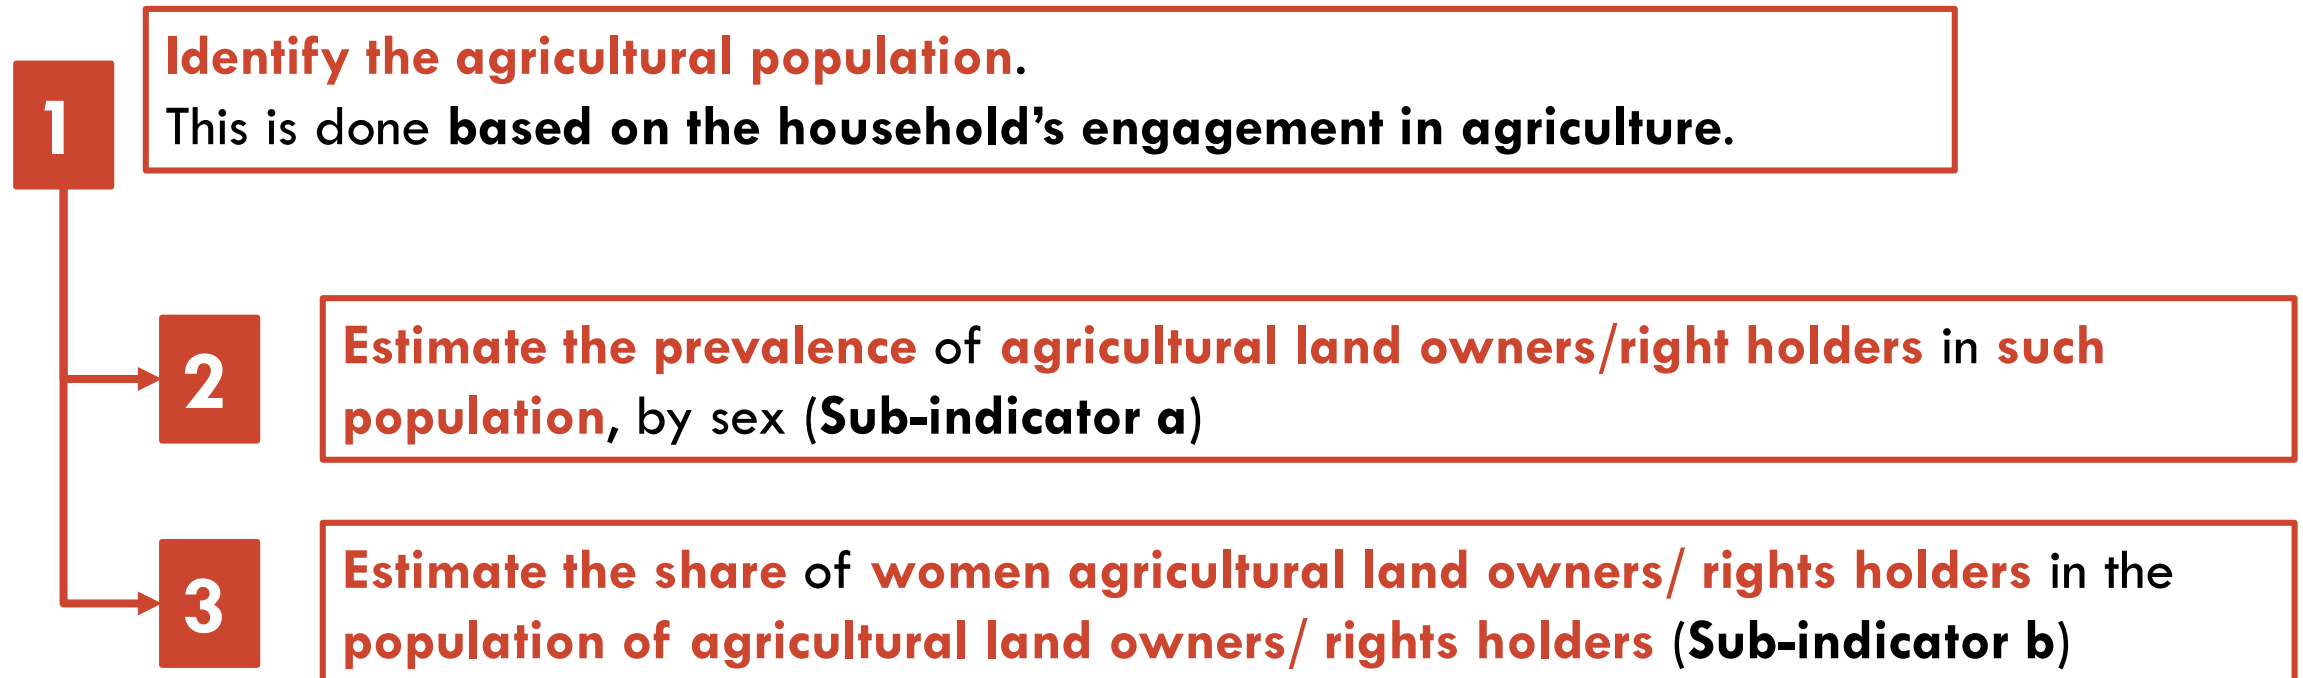 1
Identify the agricultural population.
This is done based on the household’s engagement in agriculture.
2
Estimate the prevalence of agricultural land owners/right holders in such
population, by sex (Sub-indicator a)
3
Estimate the share of women agricultural land owners/ rights holders in the
population of agricultural land owners/ rights holders (Sub-indicator b)